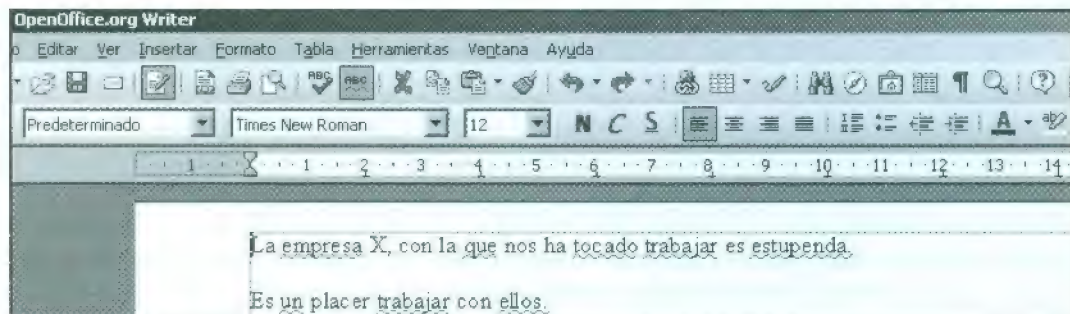 OpenOffice.org Writer
o Editar Ver Insertar Formato Tabla Herramientas Ventana Ayuda
ABC ABC
Predeterminado Times New Roman 12 N C S A
1 1 2 3 4 5 6 7 8 9 10 11 12 13 14
La empresa X, con la que nos ha tocado trabajar es estupenda.
Es un placer trabajar con ellos.